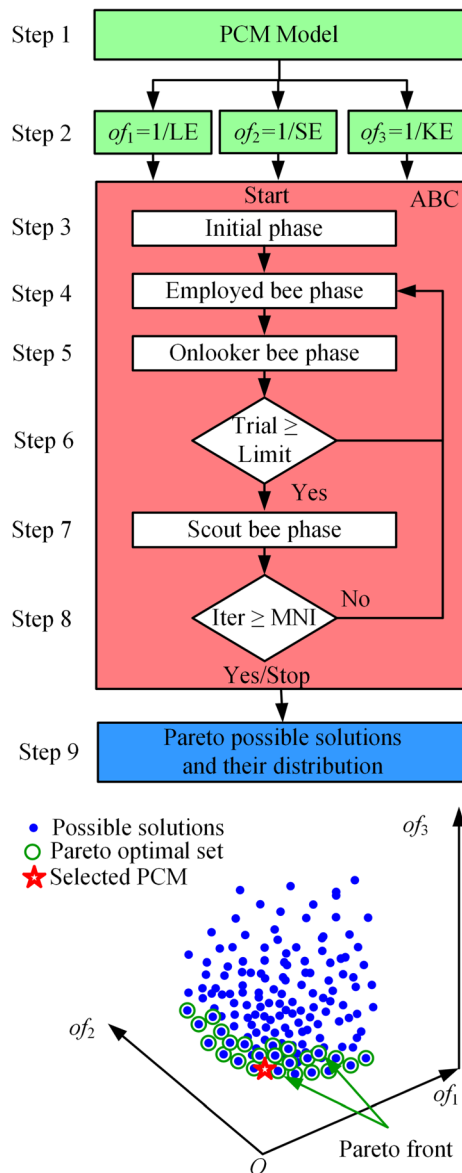 Step 1
PCM Model
Step 2
of₁=1/LE
of₂=1/SE
of₃=1/KE
Start
ABC
Step 3
Initial phase
Step 4
Employed bee phase
Step 5
Onlooker bee phase
Step 6
Trial ≥
Limit
Yes
Step 7
Scout bee phase
Step 8
Iter ≥ MNI
No
Yes/Stop
Step 9
Pareto possible solutions
and their distribution
Possible solutions
Pareto optimal set
Selected PCM
of₃
of₂
of₁
Pareto front
O